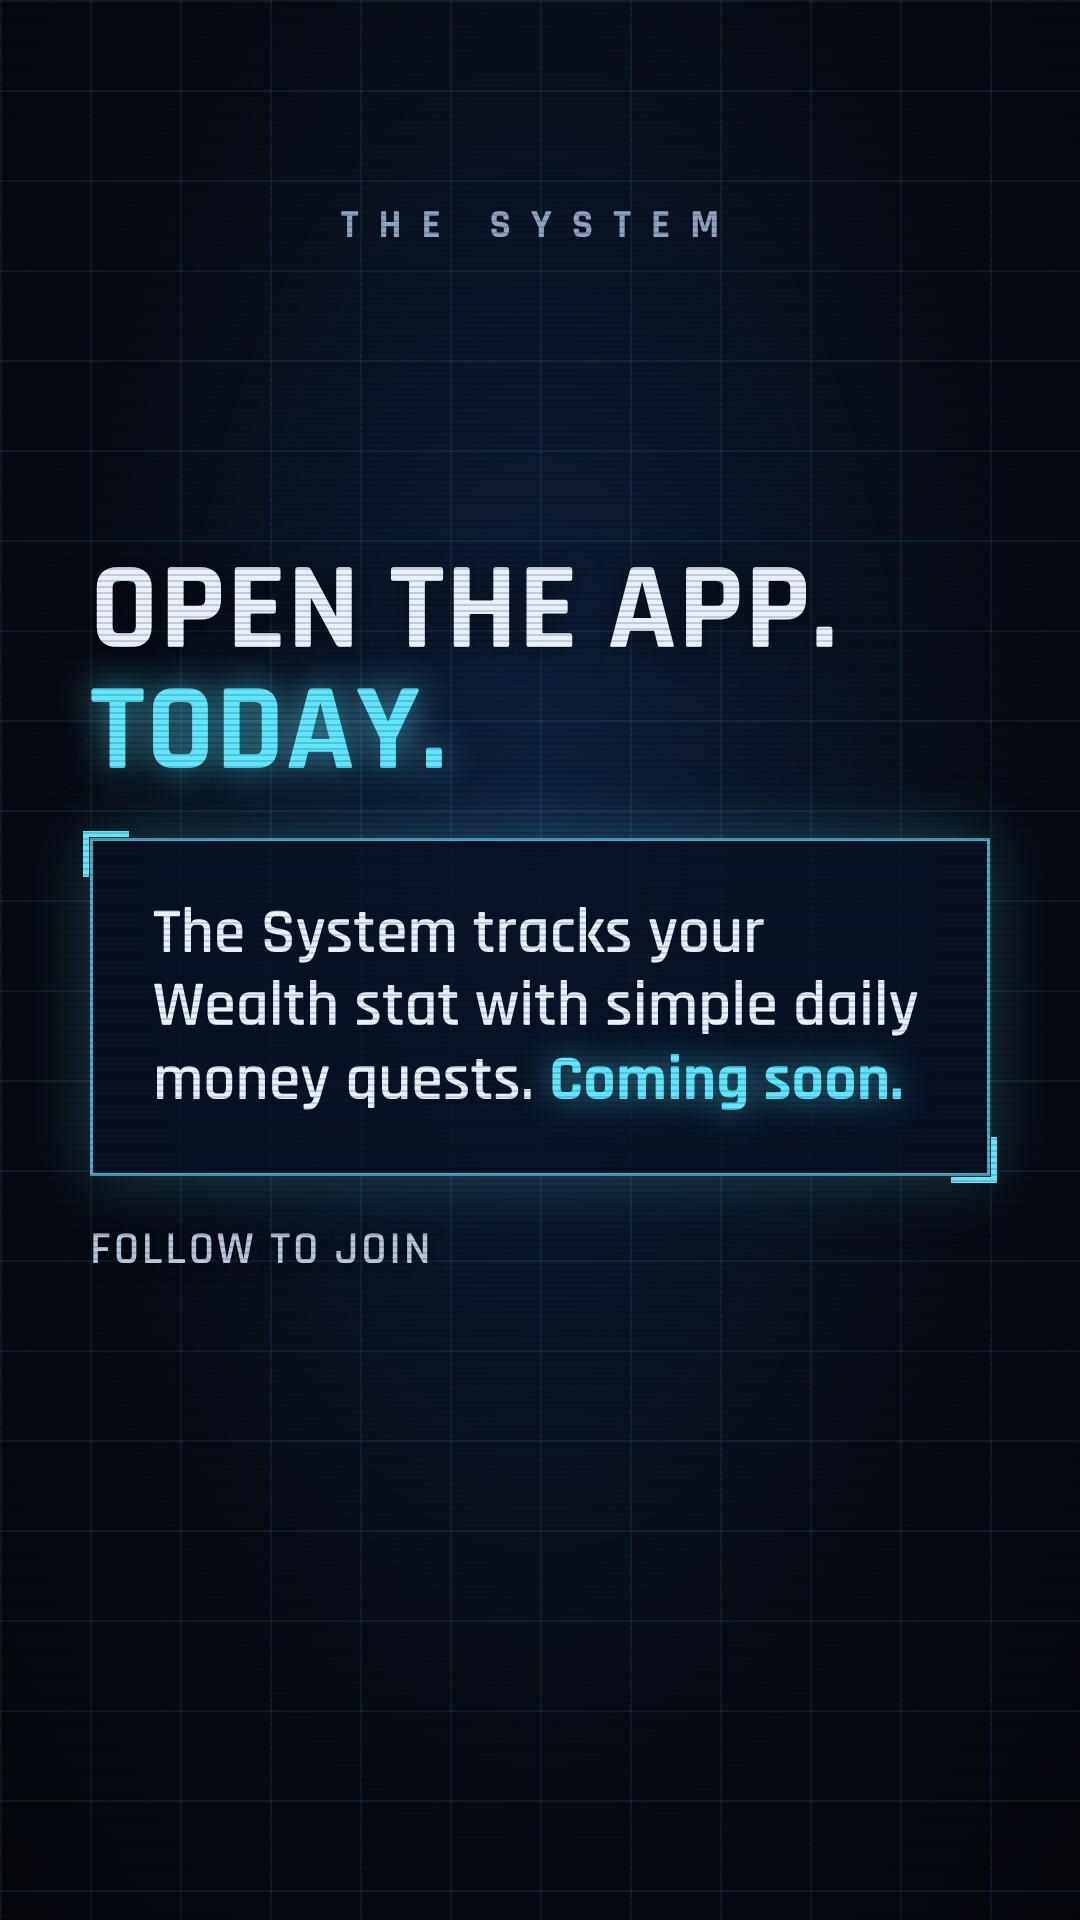 THE SYSTEM
OPEN THE APP.
TODAY.
The System tracks your
Wealth stat with simple daily
money quests. Coming soon.
FOLLOW TO JOIN